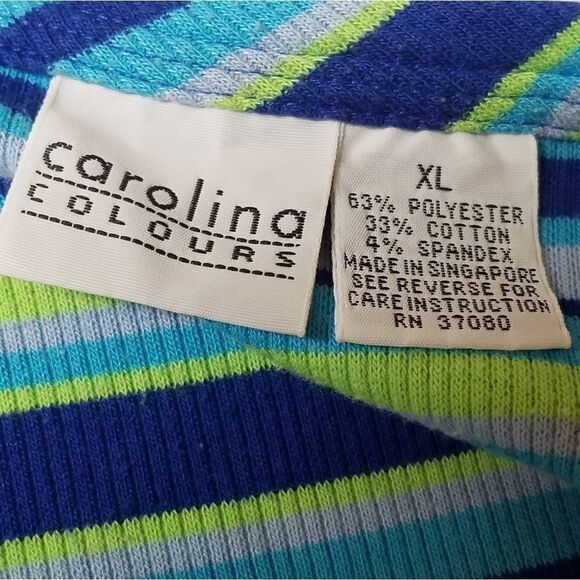 carolina
COLOURS
XL
63% POLYESTER
33% COTTON
4% SPANDEX
MADE IN SINGAPORE
SEE REVERSE FOR
CARE INSTRUCTION
RN 37080